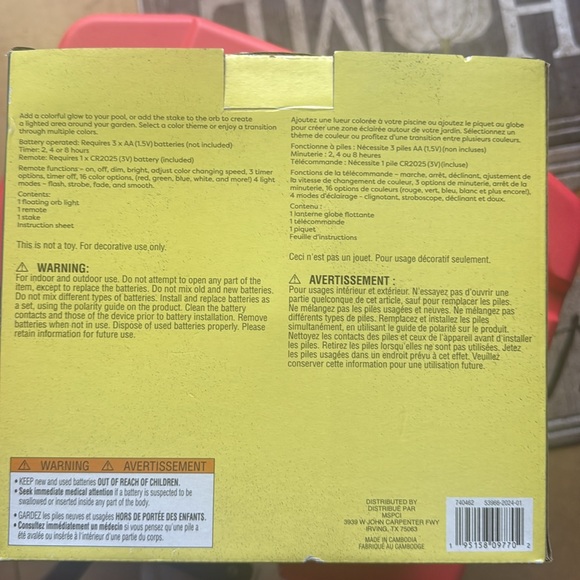 HOM
Add a colorful glow to your pool, or add the stake to the orb to create
a lighted area around your garden. Select a color theme or enjoy a transition
through multiple colors.
Battery operated: Requires 3 x AA (1.5V) batteries (not included)
Timer: 2, 4 or 8 hours
Remote: Requires 1 x CR2025 (3V) battery (included)
Remote functions - on, off, dim, bright, adjust color changing speed, 3 timer
options, timer off, 16 color options, (red, green, blue, white, and more!) 4 light
modes – flash, strobe, fade, and smooth.
Contents:
1 floating orb light
1 remote
1 stake
Instruction sheet
This is not a toy. For decorative use only.
⚠ WARNING:
For indoor and outdoor use. Do not attempt to open any part of the
item, except to replace the batteries. Do not mix old and new batteries.
Do not mix different types of batteries. Install and replace batteries as
a set, using the polarity guide on the product. Clean the battery
contacts and those of the device prior to battery installation. Remove
batteries when not in use. Dispose of used batteries properly. Please
retain information for future use.
Ajoutez une lueur colorée à votre piscine ou ajoutez le piquet au globe
pour créer une zone éclairée autour de votre jardin. Sélectionnez un
thème de couleur ou profitez d'une transition entre plusieurs couleurs.
Fonctionne à piles : Nécessite 3 piles AA (1.5V) (non incluses)
Minuterie : 2, 4 ou 8 heures
Télécommande : Nécessite 1 pile CR2025 (3V)(incluse)
Fonctions de la télécommande – marche, arrêt, déclinant, ajustement de
la vitesse de changement de couleur, 3 options de minuterie, arrêt de la
minuterie, 16 options de couleurs (rouge, vert, bleu, blanc et plus encore!),
4 modes d'éclairage - clignotant, stroboscope, déclinant et doux.
Contenu :
1 lanterne globe flottante
1 télécommande
1 piquet
Feuille d'instructions
Ceci n'est pas un jouet. Pour usage décoratif seulement.
⚠ AVERTISSEMENT :
Pour usages intérieur et extérieur. N'essayez pas d'ouvrir une
partie quelconque de cet article, sauf pour remplacer les piles.
Ne mélangez pas les piles usagées et neuves. Ne mélangez pas
différents types de piles. Remplacez et installez les piles
simultanément, en utilisant le guide de polarité sur le produit.
Nettoyez les contacts des piles et ceux de l'appareil avant d'installer
les piles. Retirez les piles lorsqu'elles ne sont pas utilisées. Jetez
les piles usagées dans un endroit prévu à cet effet. Veuillez
conserver cette information pour une utilisation future.
⚠ WARNING ⚠ AVERTISSEMENT
• KEEP new and used batteries OUT OF REACH OF CHILDREN.
• Seek immediate medical attention if a battery is suspected to be
swallowed or inserted inside any part of the body.
• GARDEZ les piles neuves et usagées HORS DE PORTÉE DES ENFANTS.
• Consultez immédiatement un médecin si vous pensez qu'une pile a
été avalée ou insérée à l'intérieur d'une partie du corps.
DISTRIBUTED BY
DISTRIBUÉ PAR
MSPCI
3939 W JOHN CARPENTER FWY
IRVING, TX 75063
MADE IN CAMBODIA
FABRIQUÉ AU CAMBODGE
740462 53966-2024-01
1 95158 09770 2